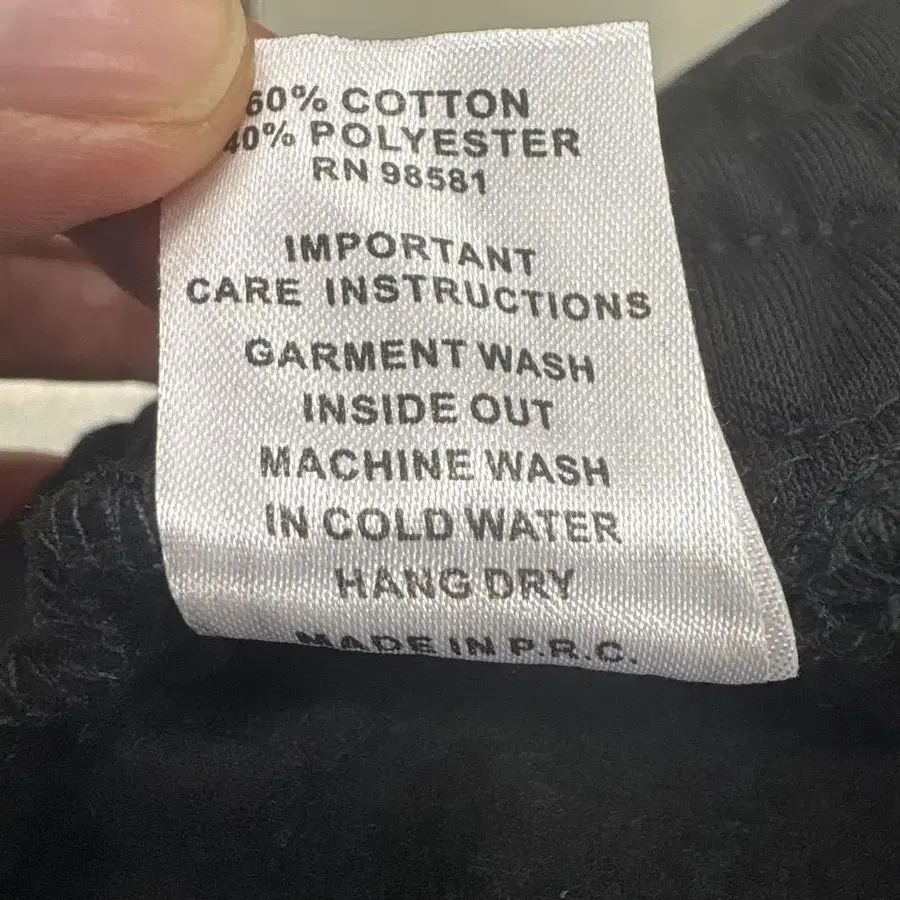 60% COTTON
40% POLYESTER
RN 98581
IMPORTANT
CARE INSTRUCTIONS
GARMENT WASH
INSIDE OUT
MACHINE WASH
IN COLD WATER
HANG DRY
MADE IN P.R.C.